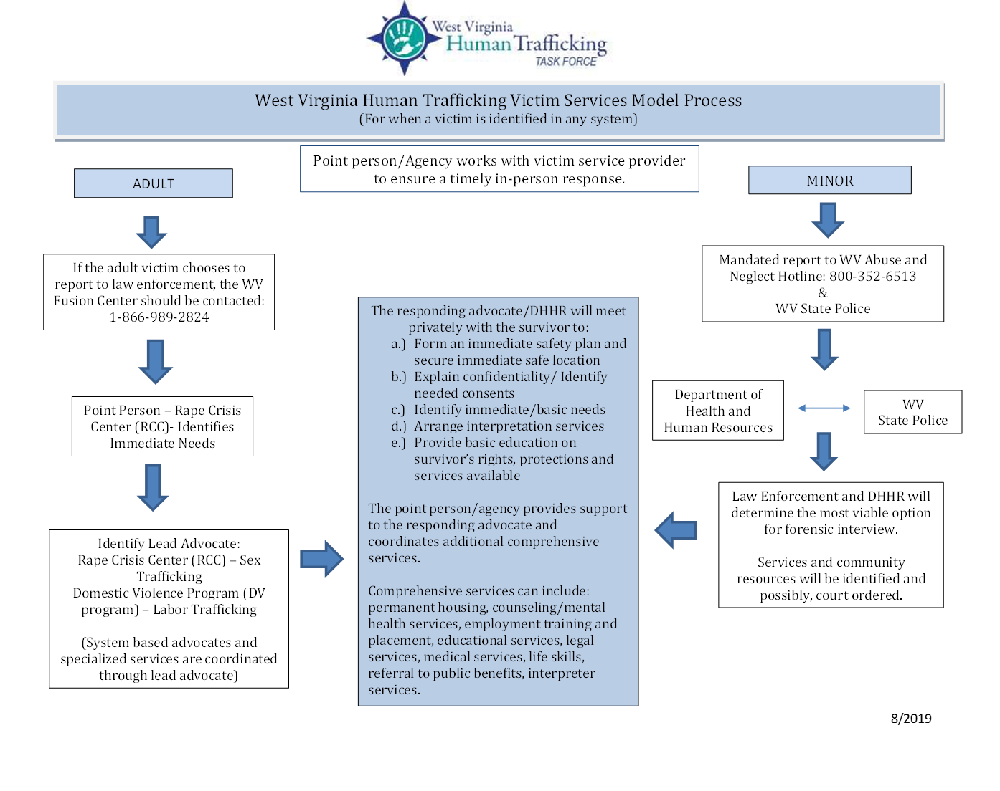 West Virginia
Human Trafficking
TASK FORCE
West Virginia Human Trafficking Victim Services Model Process
(For when a victim is identified in any system)
Point person/Agency works with victim service provider
to ensure a timely in-person response.
ADULT
If the adult victim chooses to
report to law enforcement, the WV
Fusion Center should be contacted:
1-866-989-2824
Point Person – Rape Crisis
Center (RCC)- Identifies
Immediate Needs
Identify Lead Advocate:
Rape Crisis Center (RCC) – Sex
Trafficking
Domestic Violence Program (DV
program) – Labor Trafficking
(System based advocates and
specialized services are coordinated
through lead advocate)
The responding advocate/DHHR will meet
privately with the survivor to:
a.) Form an immediate safety plan and
secure immediate safe location
b.) Explain confidentiality/ Identify
needed consents
c.) Identify immediate/basic needs
d.) Arrange interpretation services
e.) Provide basic education on
survivor's rights, protections and
services available
The point person/agency provides support
to the responding advocate and
coordinates additional comprehensive
services.
Comprehensive services can include:
permanent housing, counseling/mental
health services, employment training and
placement, educational services, legal
services, medical services, life skills,
referral to public benefits, interpreter
services.
MINOR
Mandated report to WV Abuse and
Neglect Hotline: 800-352-6513
&
WV State Police
Department of
Health and
Human Resources
WV
State Police
Law Enforcement and DHHR will
determine the most viable option
for forensic interview.
Services and community
resources will be identified and
possibly, court ordered.
8/2019